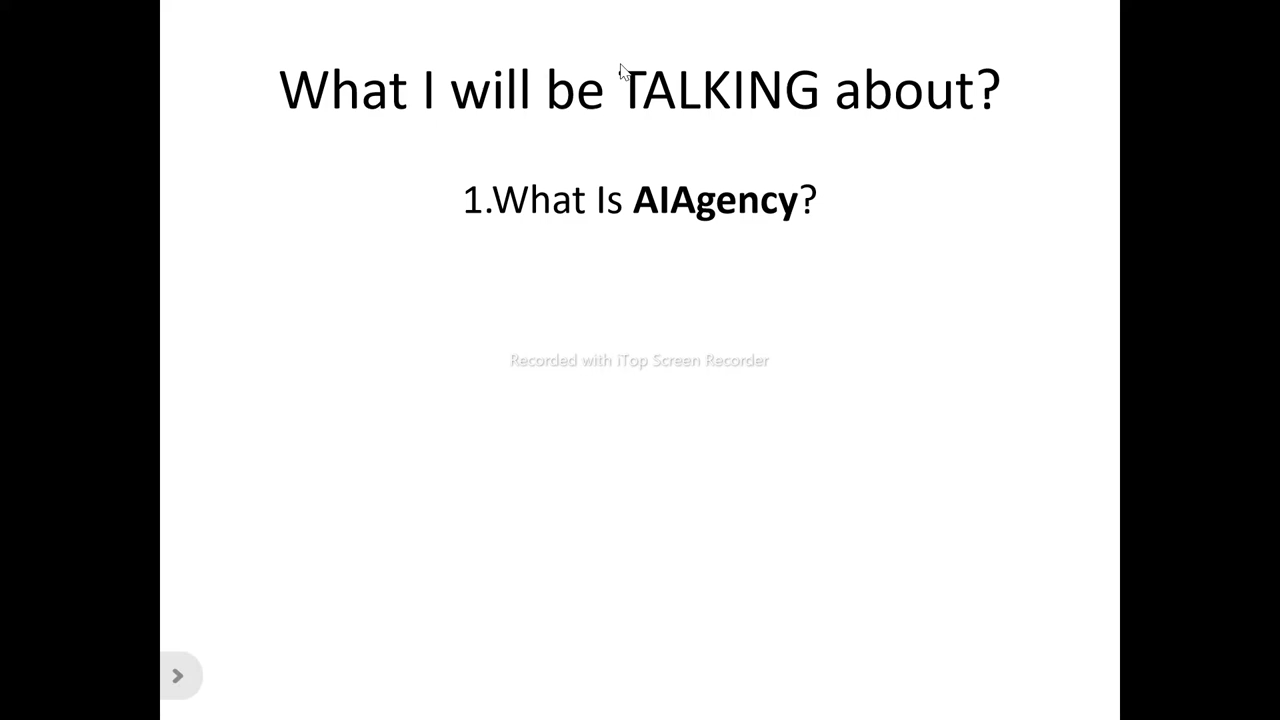 What I will be TALKING about?
1.What Is AIAgency?
Recorded with iTop Screen Recorder